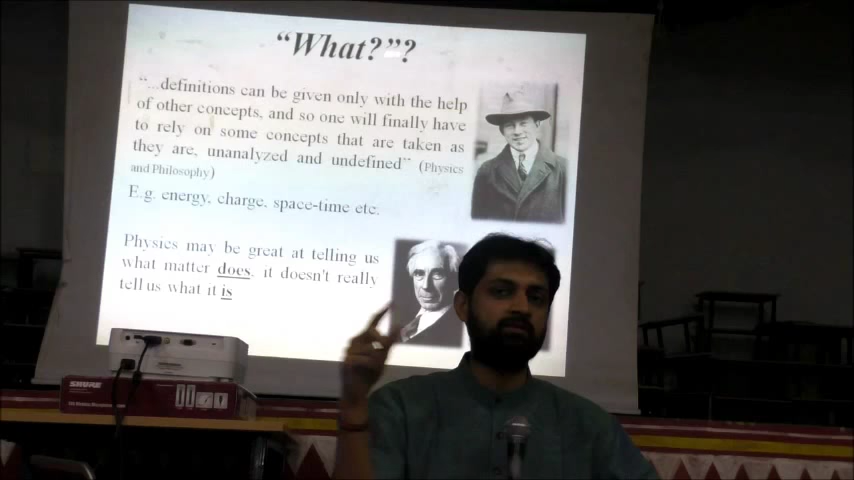 “What?”?
“...definitions can be given only with the help
of other concepts, and so one will finally have
to rely on some concepts that are taken as
they are, unanalyzed and undefined” (Physics
and Philosophy)
E.g. energy, charge, space-time etc.
Physics may be great at telling us
what matter does, it doesn't really
tell us what it is
SHURE